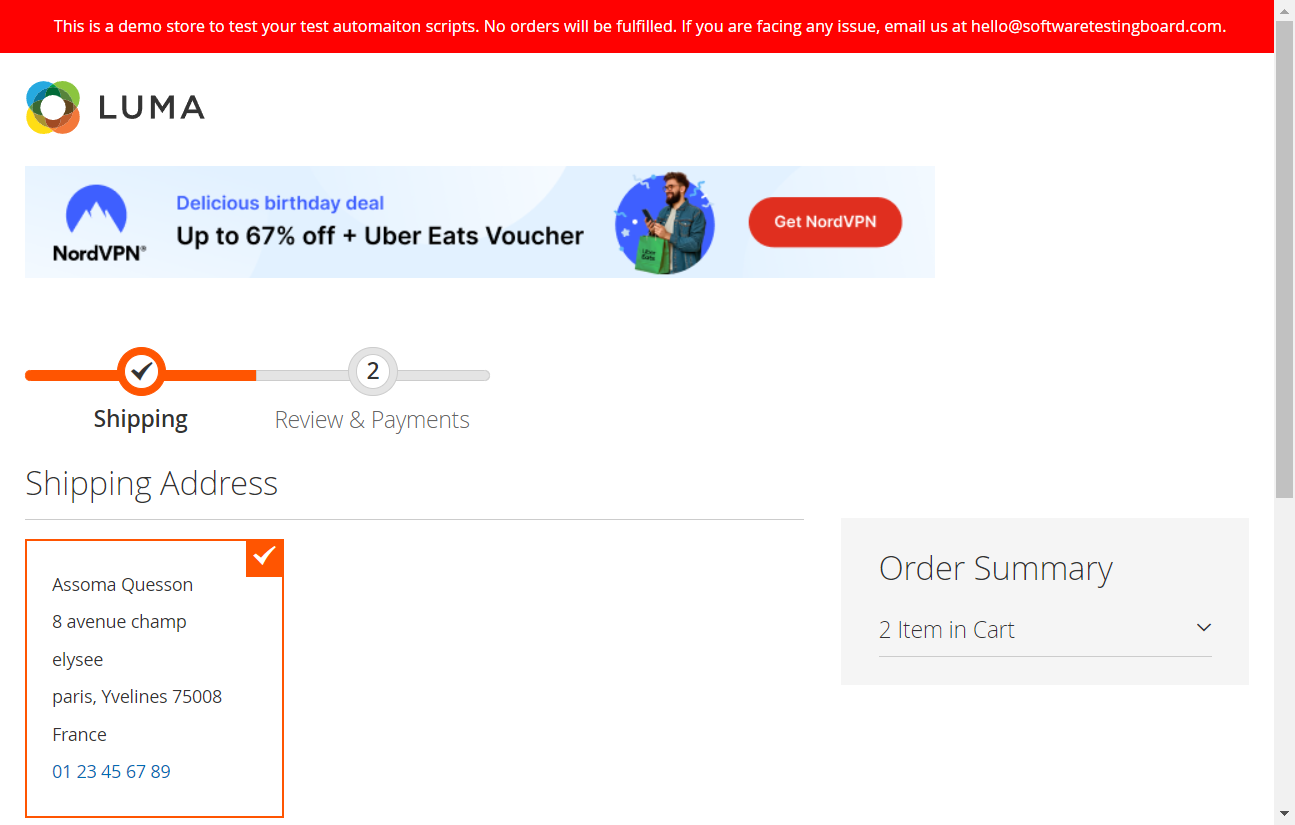 This is a demo store to test your test automaiton scripts. No orders will be fulfilled. If you are facing any issue, email us at hello@softwaretestingboard.com.
LUMA
NordVPN®
Delicious birthday deal
Up to 67% off + Uber Eats Voucher
Uber Eats
Get NordVPN
2
Shipping
Review & Payments
Shipping Address
Assoma Quesson
8 avenue champ
elysee
paris, Yvelines 75008
France
01 23 45 67 89
Order Summary
2 Item in Cart